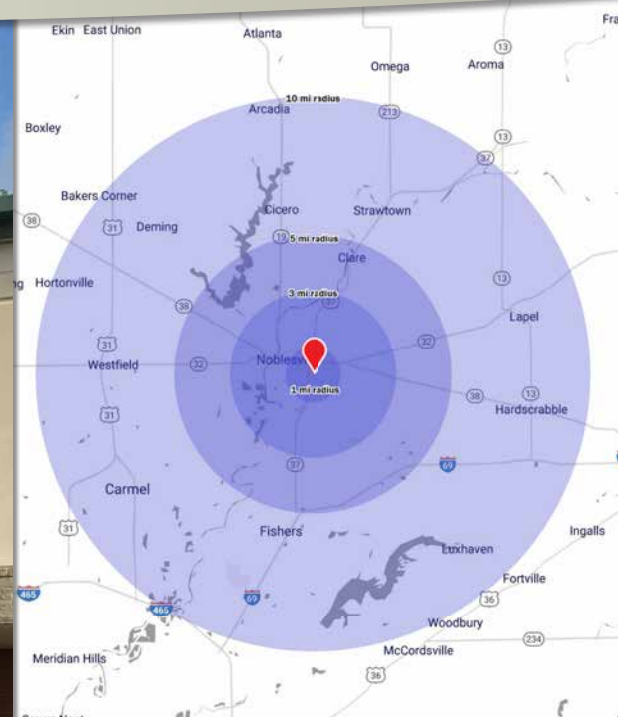 Ekin East Union
Atlanta
13
Omega
Aroma
10 mi radius
Arcadia
213
Boxley
13
37
Bakers Corner
38
31
Deming
Cicero
Strawtown
19
5 mi radius
Clare
Hortonville
13
3 mi radius
37
38
Lapel
31
32
32
Westfield
Noblesv
1 mi radius
38
13
Hardscrabble
31
37
69
Carmel
31
Fishers
Ingalls
Luxhaven
Fortville
465
465
69
36
Woodbury
234
McCordsville
Meridian Hills
36